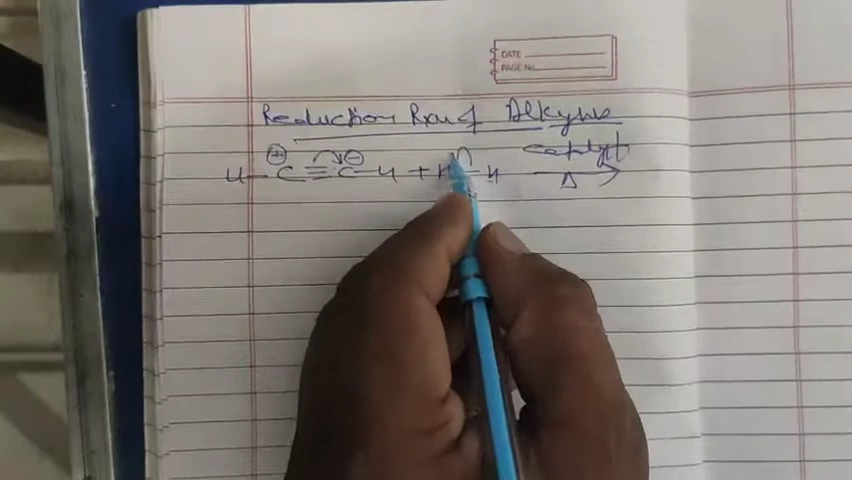 DATE
PAGE No.
Reduction Rxn of Alkyne
⊕ ⊖ catalyst
H-C≡C-H + H-H →
Δ